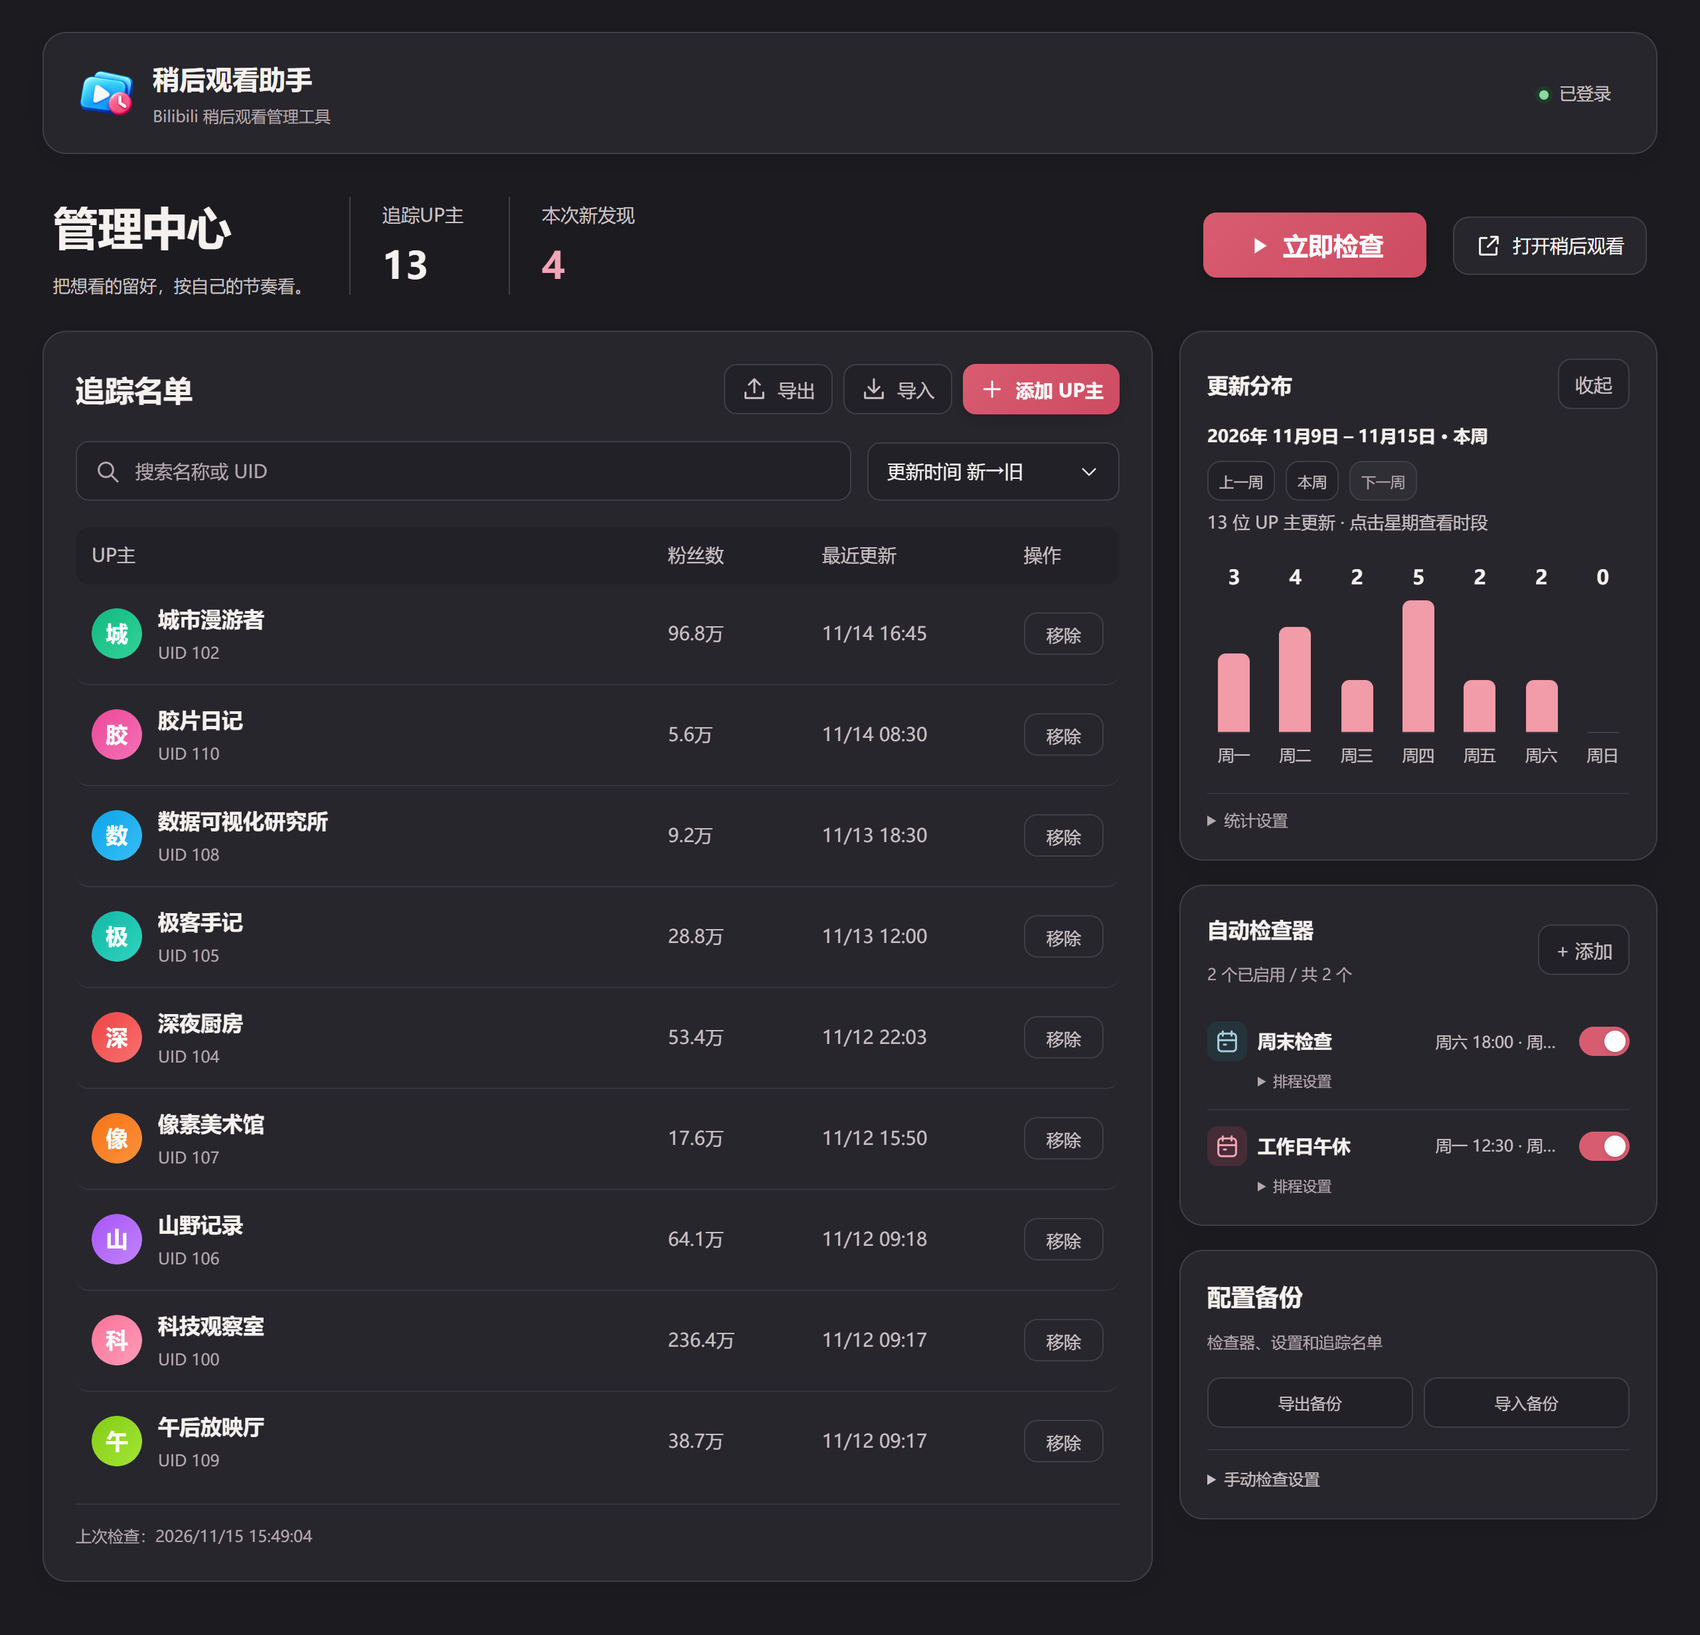 稍后观看助手
Bilibili 稍后观看管理工具
已登录
管理中心
把想看的留好，按自己的节奏看。
追踪UP主
13
本次新发现
4
立即检查
打开稍后观看
追踪名单
导出
导入
添加 UP主
搜索名称或 UID
更新时间 新→旧
UP主 粉丝数 最近更新 操作
城 城市漫游者
UID 102
96.8万 11/14 16:45 移除
胶 胶片日记
UID 110
5.6万 11/14 08:30 移除
数 数据可视化研究所
UID 108
9.2万 11/13 18:30 移除
极 极客手记
UID 105
28.8万 11/13 12:00 移除
深 深夜厨房
UID 104
53.4万 11/12 22:03 移除
像 像素美术馆
UID 107
17.6万 11/12 15:50 移除
山 山野记录
UID 106
64.1万 11/12 09:18 移除
科 科技观察室
UID 100
236.4万 11/12 09:17 移除
午 午后放映厅
UID 109
38.7万 11/12 09:17 移除
上次检查：2026/11/15 15:49:04
更新分布
收起
2026年 11月9日 – 11月15日 • 本周
上一周 本周 下一周
13 位 UP 主更新 · 点击星期查看时段
3 4 2 5 2 2 0
周一 周二 周三 周四 周五 周六 周日
统计设置
自动检查器
2 个已启用 / 共 2 个
+ 添加
周末检查 周六 18:00 · 周...
排程设置
工作日午休 周一 12:30 · 周...
排程设置
配置备份
检查器、设置和追踪名单
导出备份 导入备份
手动检查设置